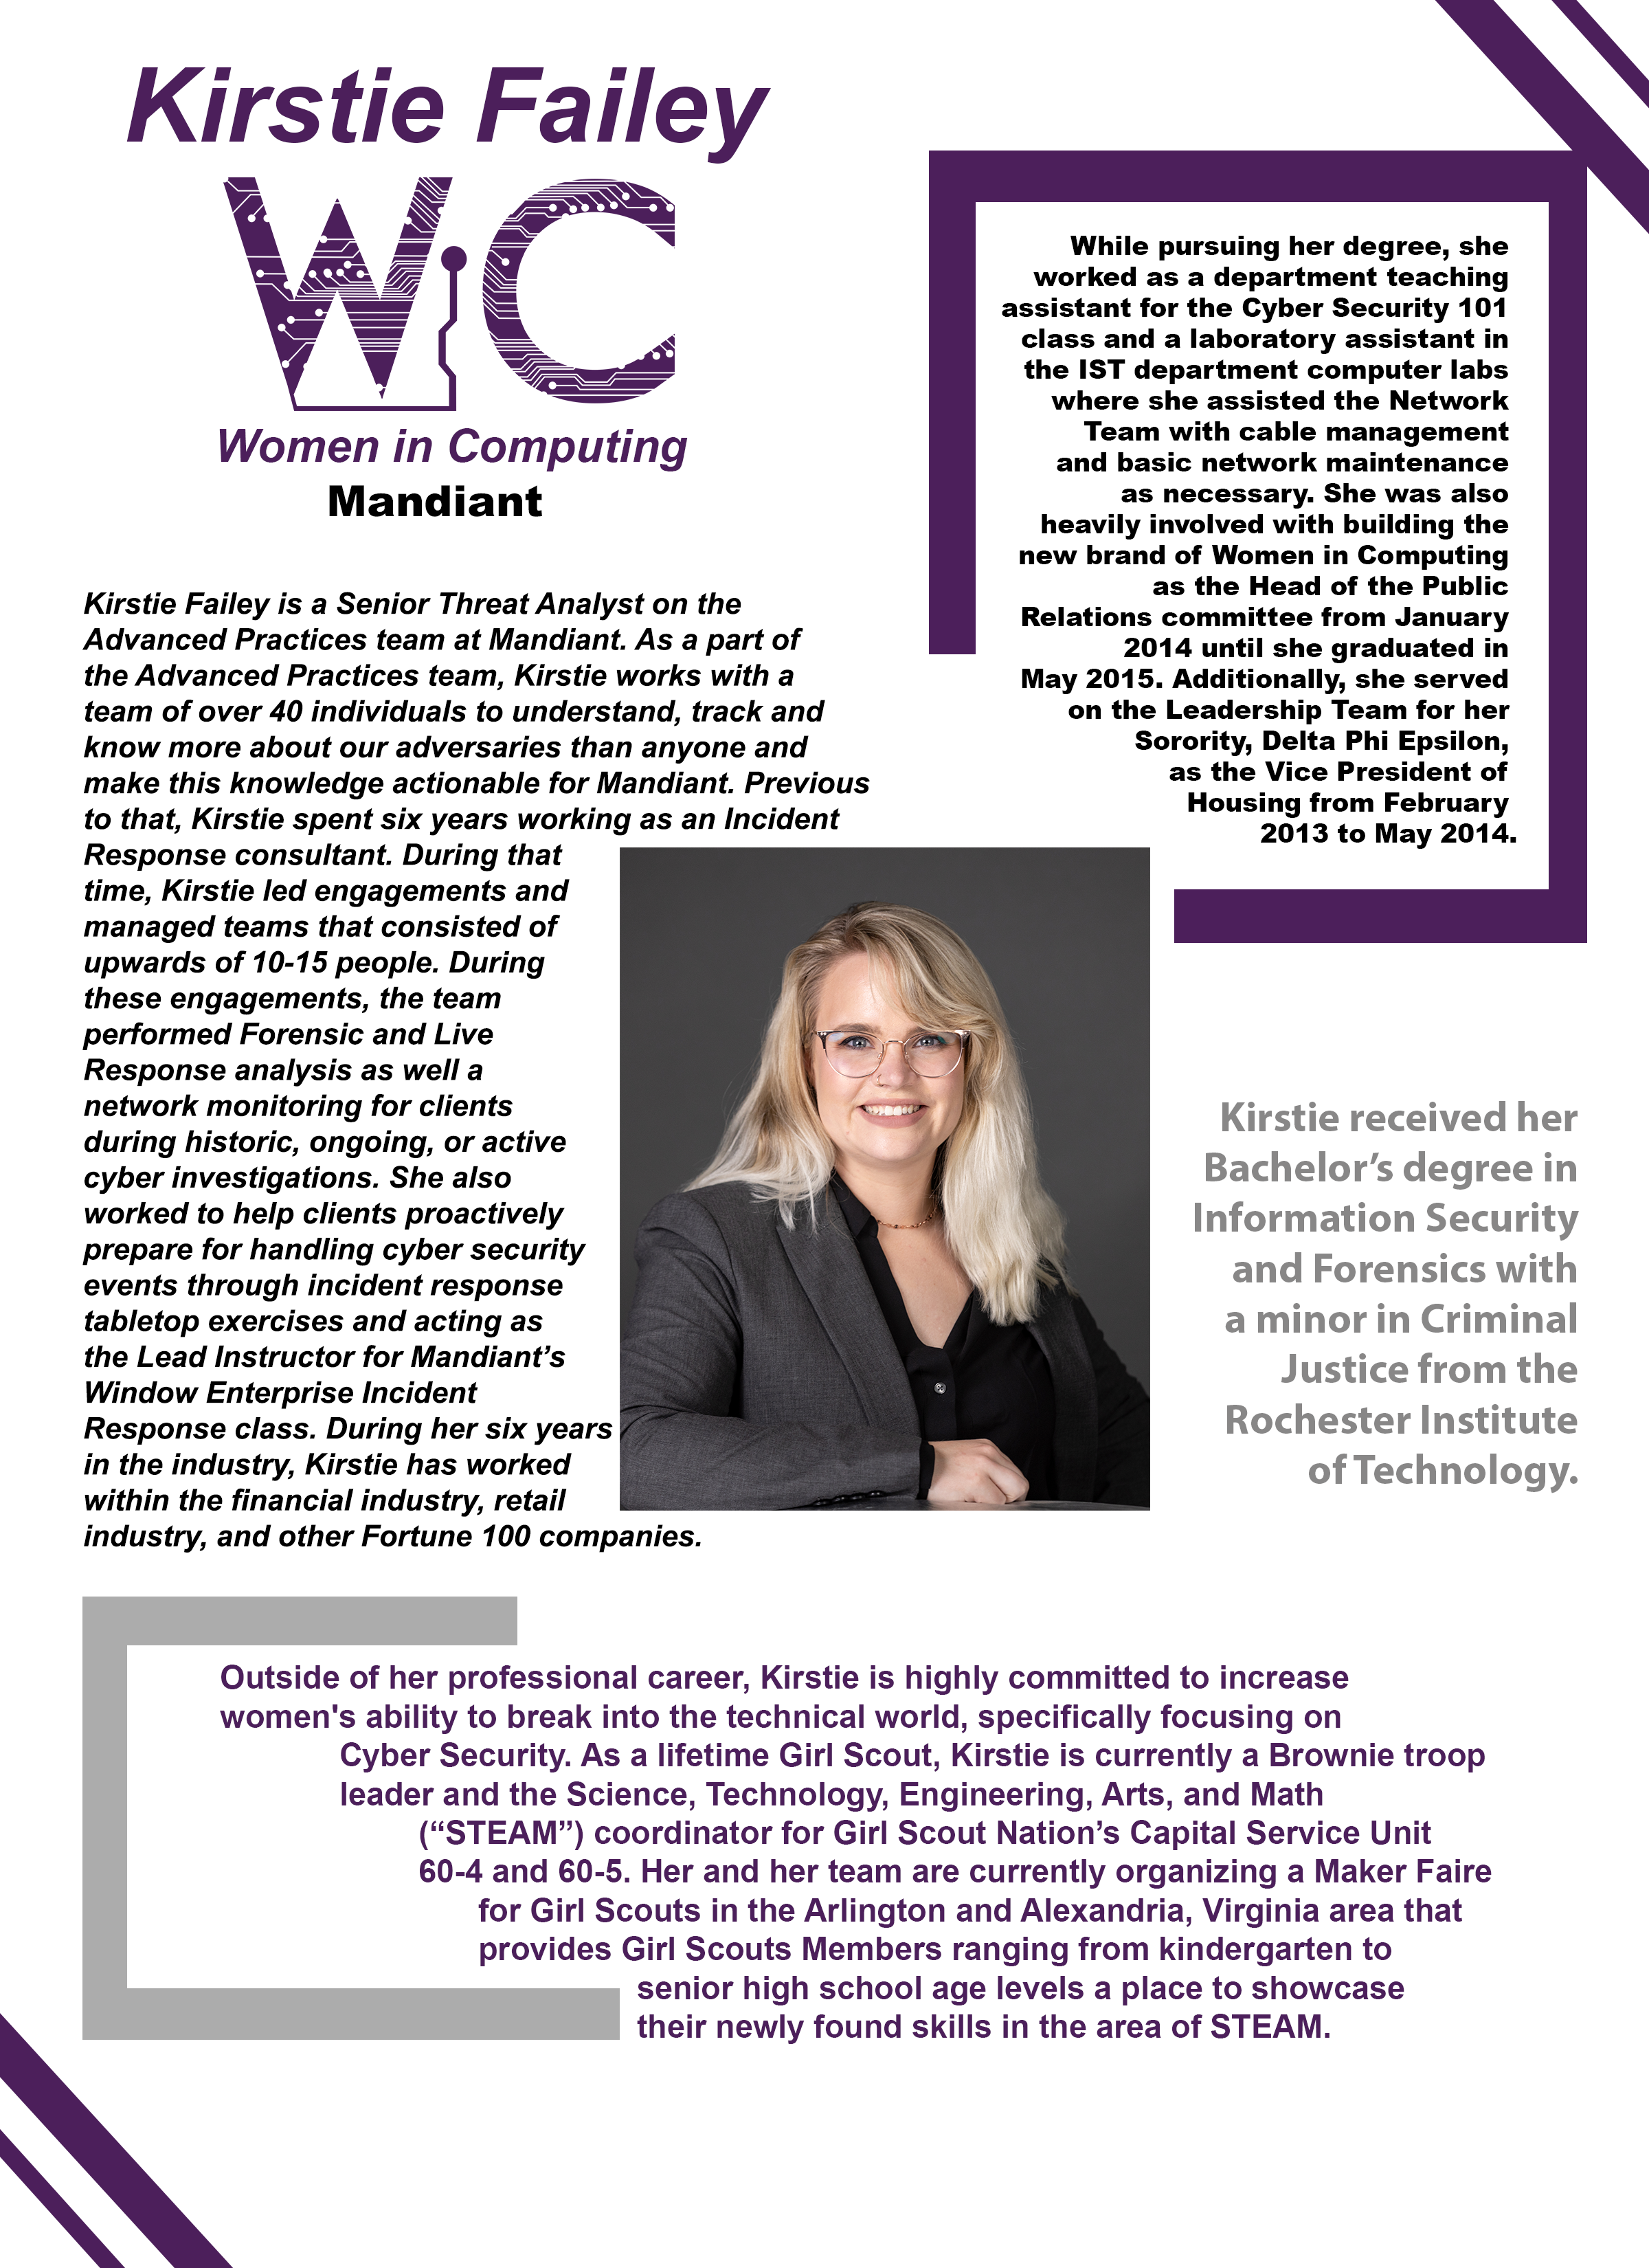 Kirstie Failey
WiC
Women in Computing
Mandiant
Kirstie Failey is a Senior Threat Analyst on the
Advanced Practices team at Mandiant. As a part of
the Advanced Practices team, Kirstie works with a
team of over 40 individuals to understand, track and
know more about our adversaries than anyone and
make this knowledge actionable for Mandiant. Previous
to that, Kirstie spent six years working as an Incident
Response consultant. During that
time, Kirstie led engagements and
managed teams that consisted of
upwards of 10-15 people. During
these engagements, the team
performed Forensic and Live
Response analysis as well a
network monitoring for clients
during historic, ongoing, or active
cyber investigations. She also
worked to help clients proactively
prepare for handling cyber security
events through incident response
tabletop exercises and acting as
the Lead Instructor for Mandiant’s
Window Enterprise Incident
Response class. During her six years
in the industry, Kirstie has worked
within the financial industry, retail
industry, and other Fortune 100 companies.
While pursuing her degree, she
worked as a department teaching
assistant for the Cyber Security 101
class and a laboratory assistant in
the IST department computer labs
where she assisted the Network
Team with cable management
and basic network maintenance
as necessary. She was also
heavily involved with building the
new brand of Women in Computing
as the Head of the Public
Relations committee from January
2014 until she graduated in
May 2015. Additionally, she served
on the Leadership Team for her
Sorority, Delta Phi Epsilon,
as the Vice President of
Housing from February
2013 to May 2014.
Kirstie received her
Bachelor’s degree in
Information Security
and Forensics with
a minor in Criminal
Justice from the
Rochester Institute
of Technology.
Outside of her professional career, Kirstie is highly committed to increase
women's ability to break into the technical world, specifically focusing on
Cyber Security. As a lifetime Girl Scout, Kirstie is currently a Brownie troop
leader and the Science, Technology, Engineering, Arts, and Math
(“STEAM”) coordinator for Girl Scout Nation’s Capital Service Unit
60-4 and 60-5. Her and her team are currently organizing a Maker Faire
for Girl Scouts in the Arlington and Alexandria, Virginia area that
provides Girl Scouts Members ranging from kindergarten to
senior high school age levels a place to showcase
their newly found skills in the area of STEAM.